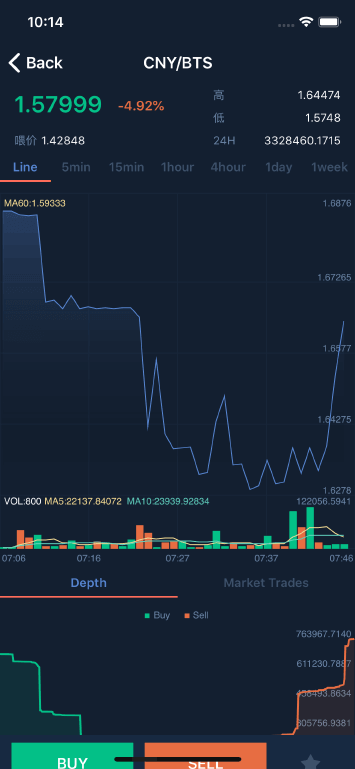 10:14
Back
CNY/BTS
1.57999 -4.92%
高 1.64474
低 1.5748
喂价 1.42848
24H 3328460.1715
Line 5min 15min 1hour 4hour 1day 1week
MA60:1.59333
1.6876
1.67265
1.6577
1.64275
1.6278
VOL:800 MA5:22137.84072 MA10:23939.92834 122056.5941
07:06 07:16 07:27 07:37 07:46
Depth Market Trades
Buy Sell
763967.7140
611230.7887
458493.8634
305756.9381
BUY SELL